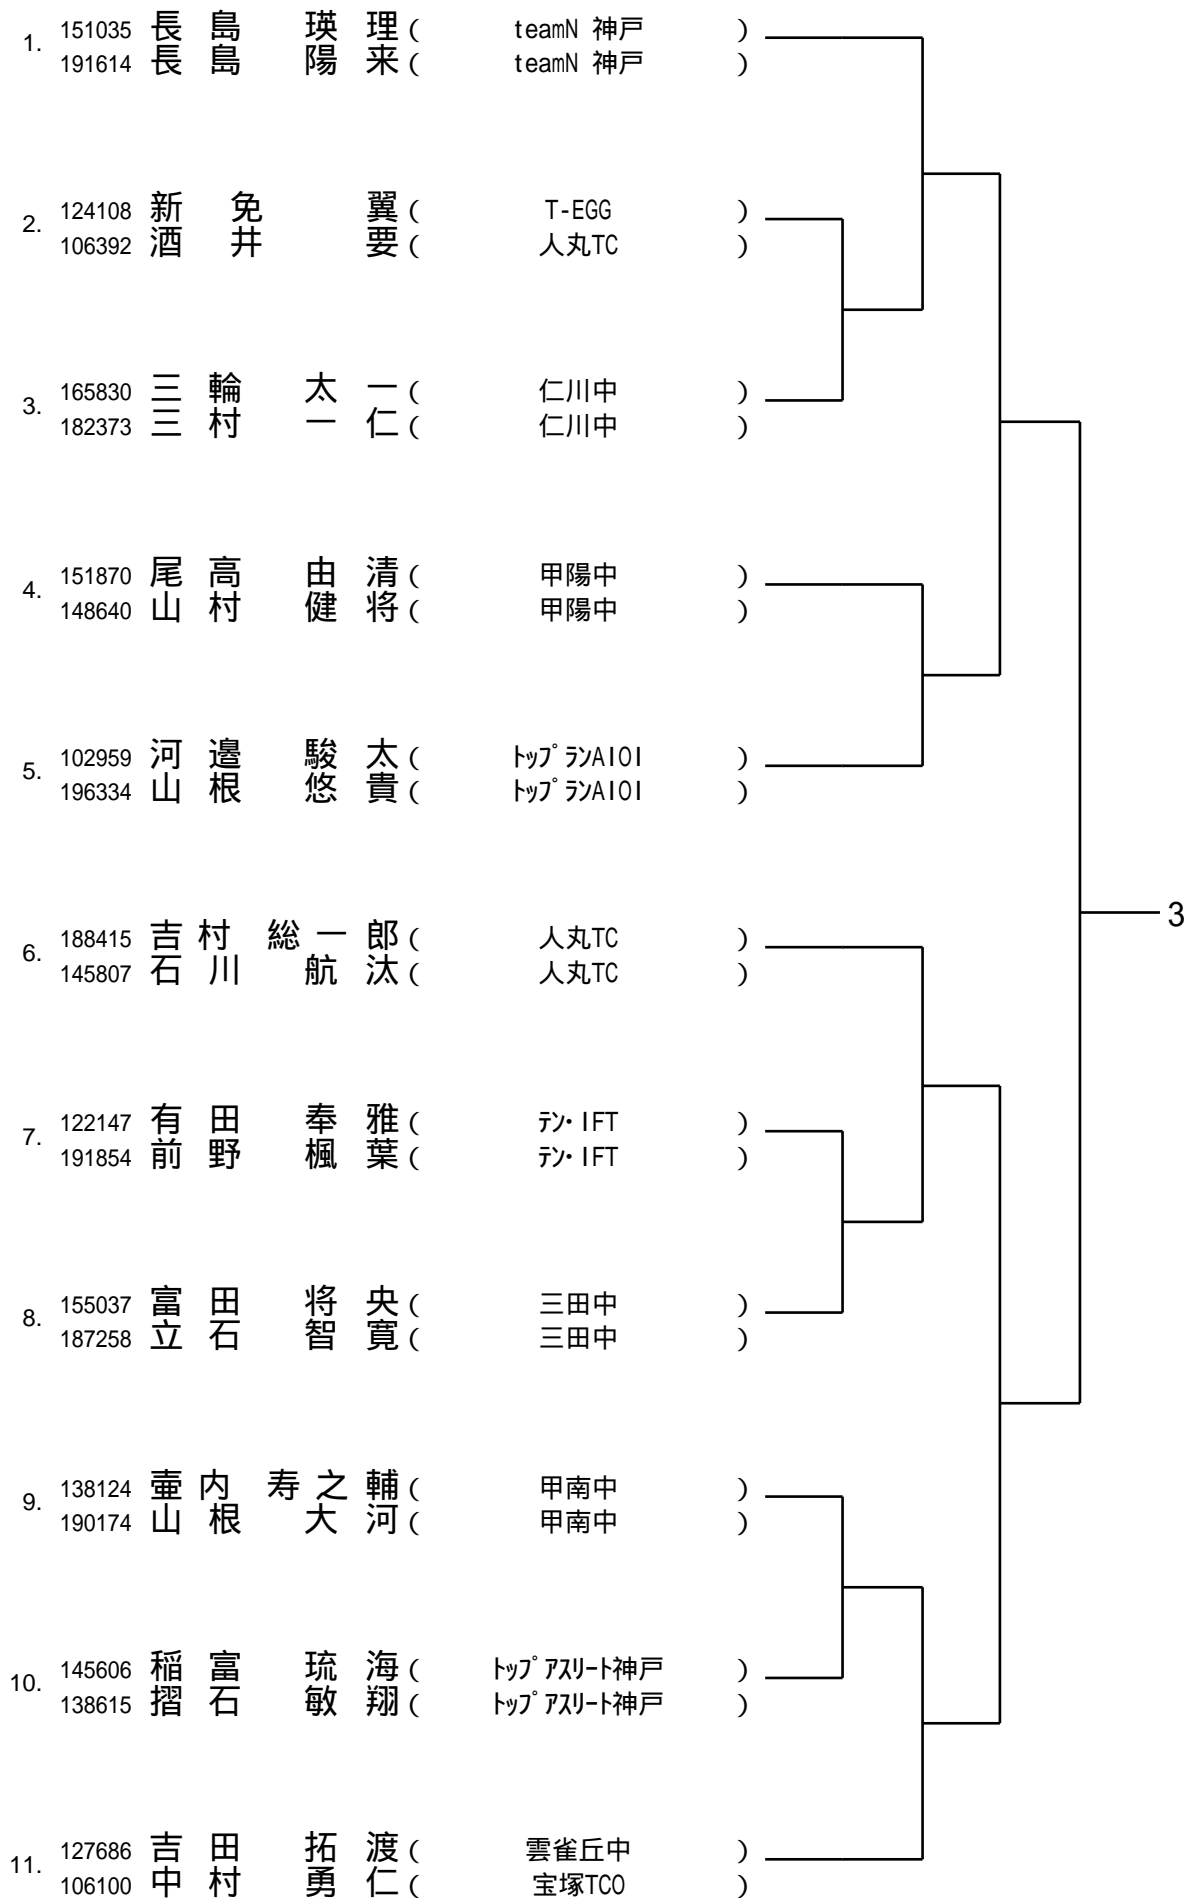 1. 151035 長島 瑛理 ( teamN 神戸 )
191614 長島 陽来 ( teamN 神戸 )
2. 124108 新免 翼 ( T-EGG )
106392 酒井 要 ( 人丸TC )
3. 165830 三輪 太一 ( 仁川中 )
182373 三村 一仁 ( 仁川中 )
4. 151870 尾高 由清 ( 甲陽中 )
148640 山村 健将 ( 甲陽中 )
5. 102959 河邉 駿太 ( トップランAIOI )
196334 山根 悠貴 ( トップランAIOI )
3
6. 188415 吉村 総一郎 ( 人丸TC )
145807 石川 航汰 ( 人丸TC )
7. 122147 有田 奉雅 ( テン・IFT )
191854 前野 楓葉 ( テン・IFT )
8. 155037 富田 将央 ( 三田中 )
187258 立石 智寛 ( 三田中 )
9. 138124 壷内 寿之輔 ( 甲南中 )
190174 山根 大河 ( 甲南中 )
10. 145606 稲富 琉海 ( トップアスリート神戸 )
138615 摺石 敏翔 ( トップアスリート神戸 )
11. 127686 吉田 拓渡 ( 雲雀丘中 )
106100 中村 勇仁 ( 宝塚TCO )